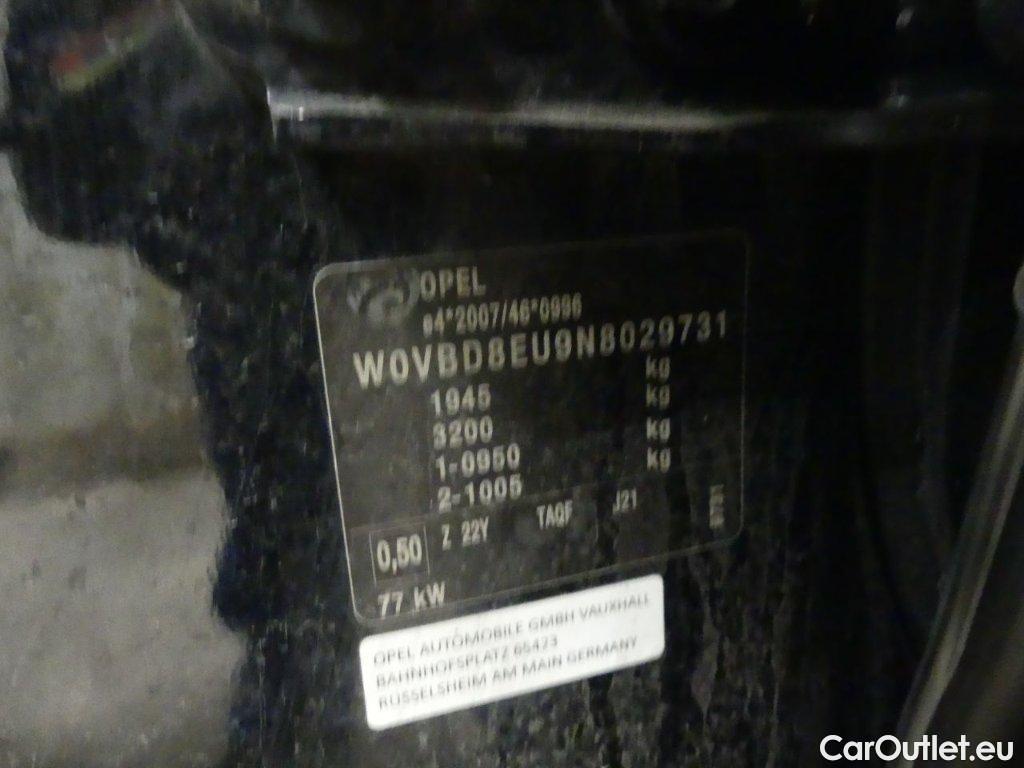 OPEL
e4*2007/46*0996
W0VBD8EU9N8029731
1945 kg
3200 kg
1-0950 kg
2-1005 kg
0,50 Z 22Y TAQF J21
77 kW
OPEL AUTOMOBILE GMBH VAUXHALL
BAHNHOFSPLATZ 65423
RÜSSELSHEIM AM MAIN GERMANY
CarOutlet.eu